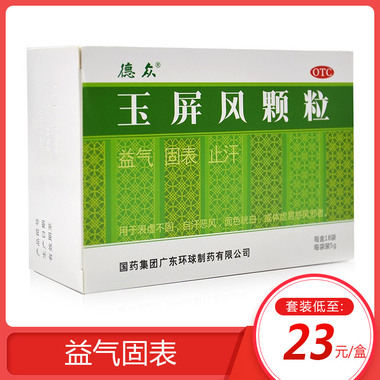 德众®
OTC
玉屏风颗粒
益气 固表 止汗
用于表虚不固,自汗恶风,面色㿠白,或体虚易感风邪者。
每盒18袋
每袋装5g
国药集团广东环球制药有限公司
套装低至:
23元/盒
益气固表